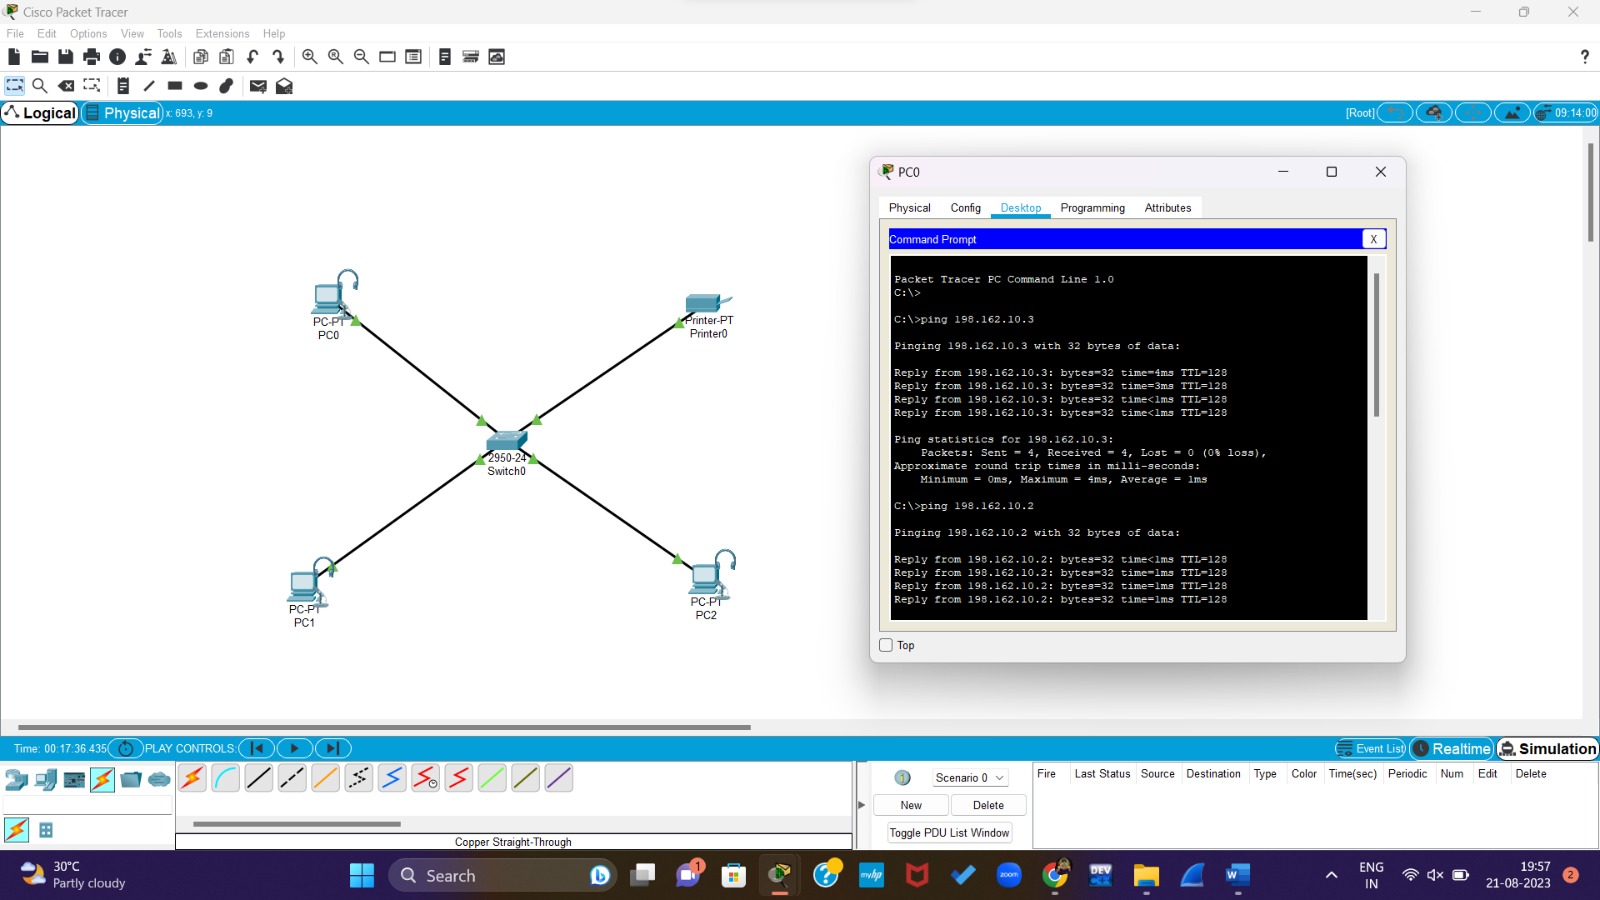 Cisco Packet Tracer
File Edit Options View Tools Extensions Help
?
Logical Physical x: 693, y: 9 [Root] 09:14:00
PC0
Physical Config Desktop Programming Attributes
Command Prompt X
Packet Tracer PC Command Line 1.0
C:\>
C:\>ping 198.162.10.3
Pinging 198.162.10.3 with 32 bytes of data:
Reply from 198.162.10.3: bytes=32 time=4ms TTL=128
Reply from 198.162.10.3: bytes=32 time=3ms TTL=128
Reply from 198.162.10.3: bytes=32 time<1ms TTL=128
Reply from 198.162.10.3: bytes=32 time<1ms TTL=128
Ping statistics for 198.162.10.3:
Packets: Sent = 4, Received = 4, Lost = 0 (0% loss),
Approximate round trip times in milli-seconds:
Minimum = 0ms, Maximum = 4ms, Average = 1ms
C:\>ping 198.162.10.2
Pinging 198.162.10.2 with 32 bytes of data:
Reply from 198.162.10.2: bytes=32 time<1ms TTL=128
Reply from 198.162.10.2: bytes=32 time=1ms TTL=128
Reply from 198.162.10.2: bytes=32 time=1ms TTL=128
Reply from 198.162.10.2: bytes=32 time=1ms TTL=128
Top
PC-PT
PC0
Printer-PT
Printer0
2950-24
Switch0
PC-PT
PC1
PC-PT
PC2
Time: 00:17:36.435 PLAY CONTROLS: Event List Realtime Simulation
1 Scenario 0
New Delete
Toggle PDU List Window
Fire Last Status Source Destination Type Color Time(sec) Periodic Num Edit Delete
Copper Straight-Through
30°C
Partly cloudy
Search
1
myhp
zoom
DEV
C++
W
ENG
IN
19:57
21-08-2023
2